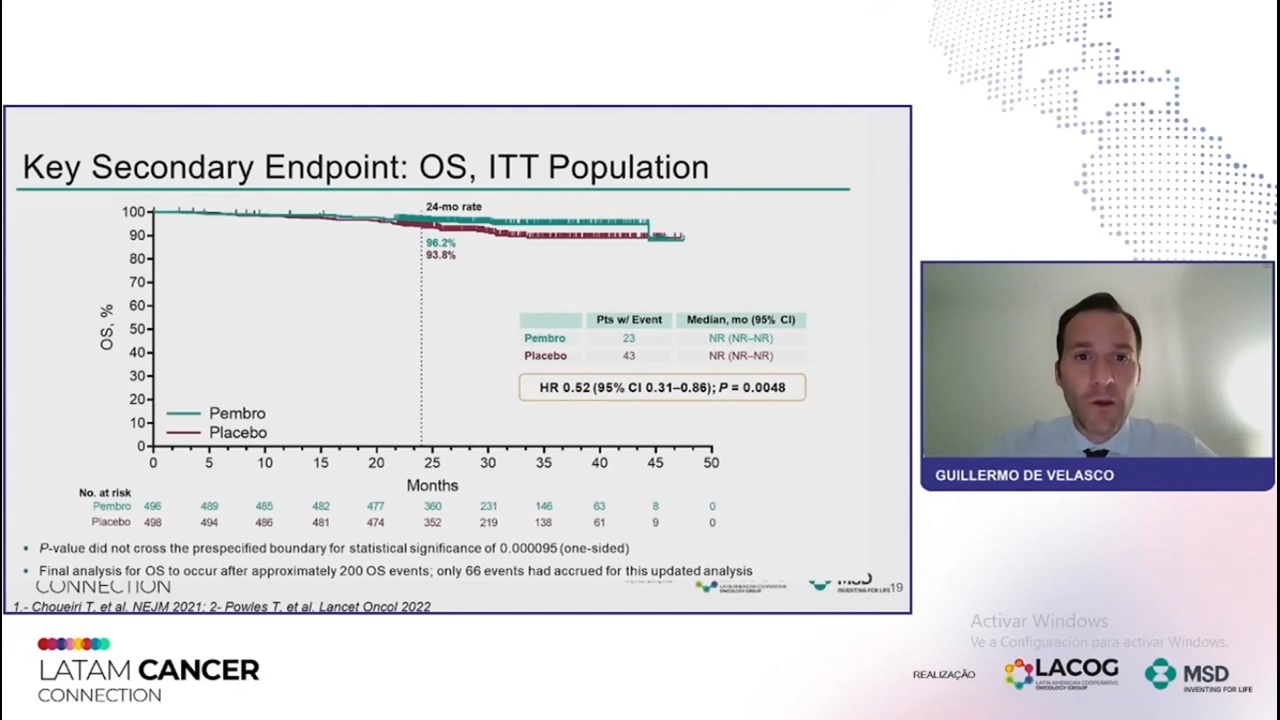 Key Secondary Endpoint: OS, ITT Population
24-mo rate
100
90
80
70
60
50
40
30
20
10
0
OS, %
96.2%
93.8%
Pts w/ Event Median, mo (95% CI)
Pembro 23 NR (NR–NR)
Placebo 43 NR (NR–NR)
HR 0.52 (95% CI 0.31–0.86); P = 0.0048
Pembro
Placebo
0 5 10 15 20 25 30 35 40 45 50
Months
No. at risk
Pembro 496 489 485 482 477 360 231 146 63 8 0
Placebo 498 494 486 481 474 352 219 138 61 9 0
• P-value did not cross the prespecified boundary for statistical significance of 0.000095 (one-sided)
• Final analysis for OS to occur after approximately 200 OS events; only 66 events had accrued for this updated analysis
CONNECTION
ONCOLOGY GROUP
MSD
INVENTING FOR LIFE
19
1.- Choueiri T, et al. NEJM 2021; 2- Powles T, et al. Lancet Oncol 2022
GUILLERMO DE VELASCO
Activar Windows
Ve a Configuración para activar Windows.
LATAM CANCER
CONNECTION
REALIZAÇÃO
LACOG
LATIN AMERICAN COOPERATIVE
ONCOLOGY GROUP
MSD
INVENTING FOR LIFE